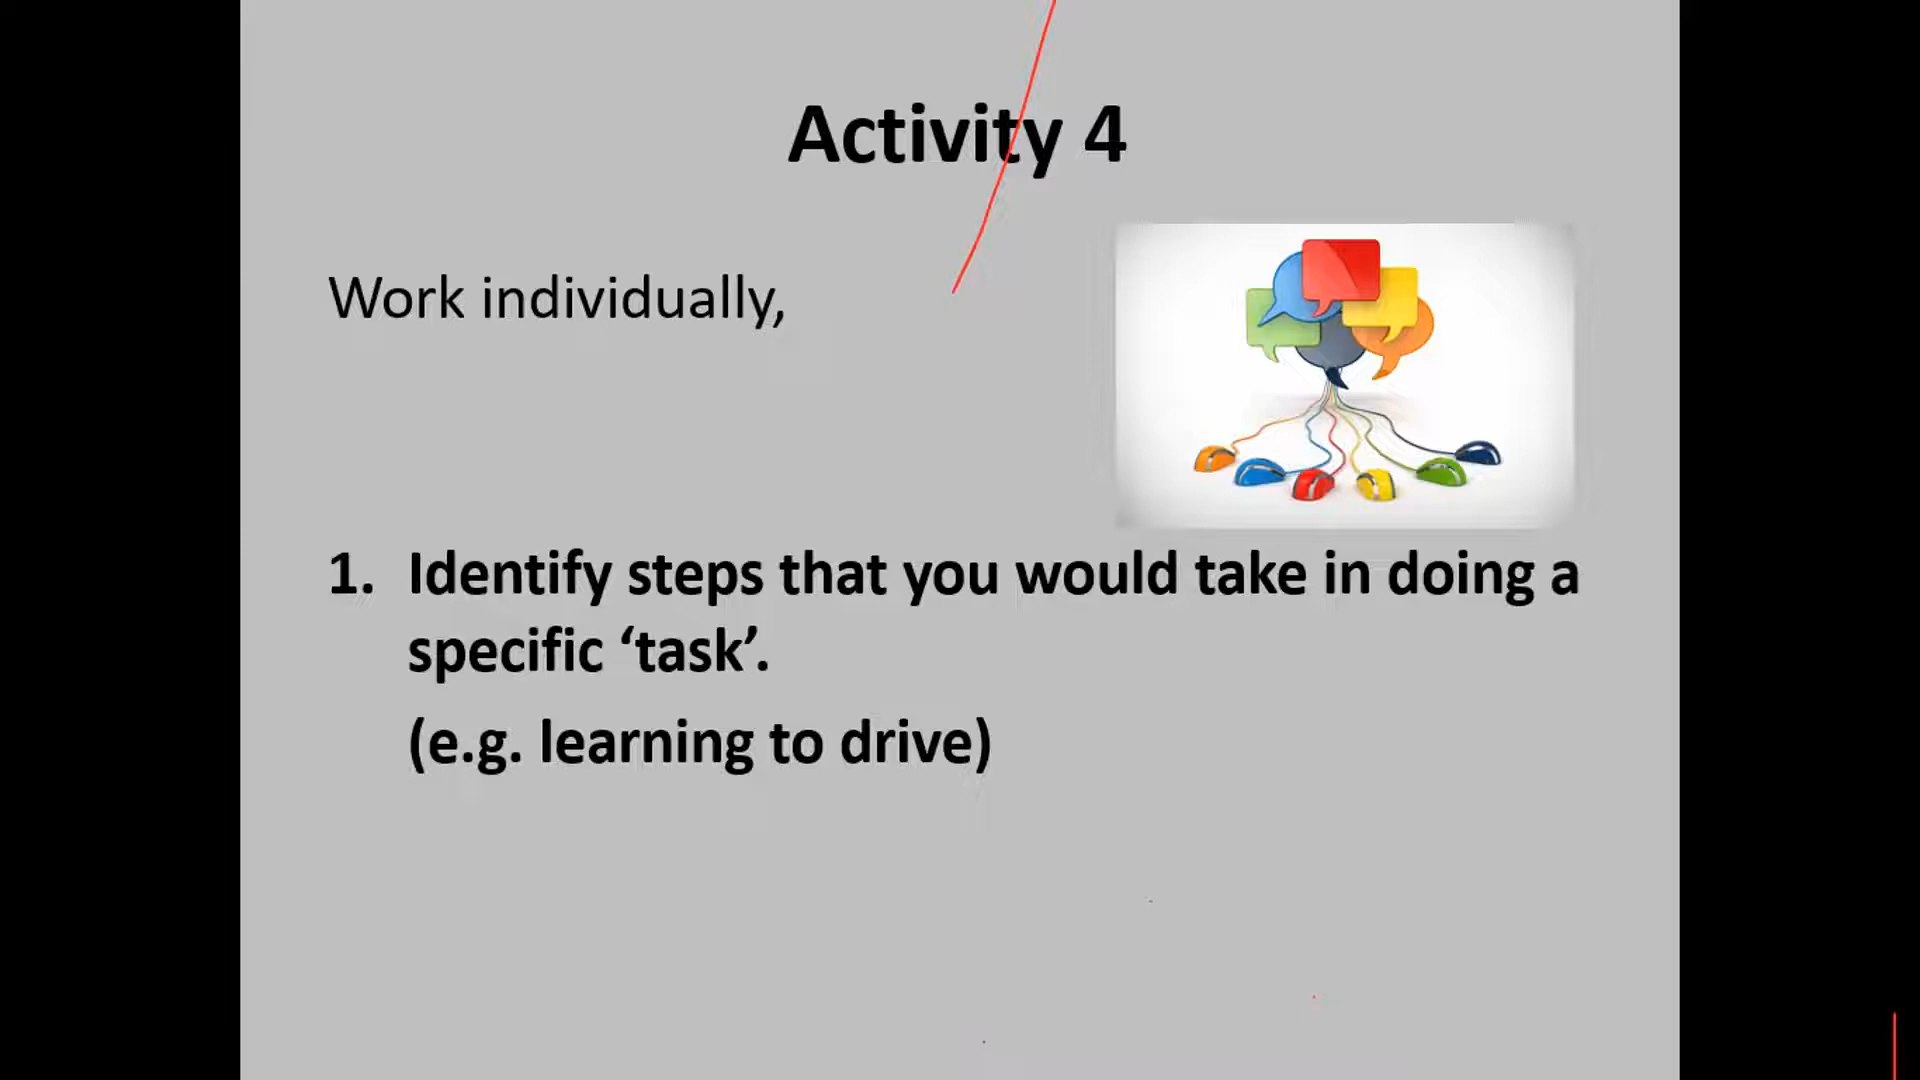 Activity 4
Work individually,
1. Identify steps that you would take in doing a
specific ‘task’.
(e.g. learning to drive)